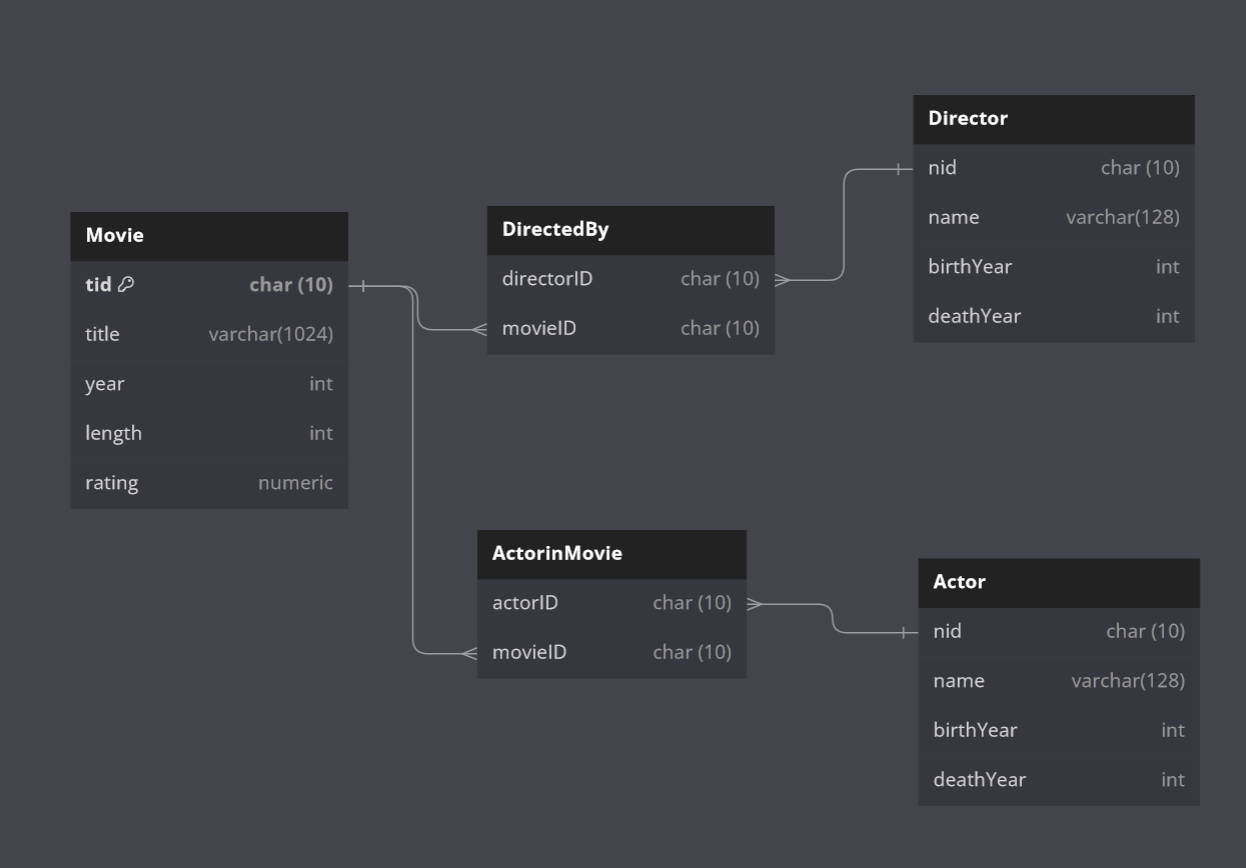 Movie
tid char (10)
title varchar(1024)
year int
length int
rating numeric
DirectedBy
directorID char (10)
movieID char (10)
Director
nid char (10)
name varchar(128)
birthYear int
deathYear int
ActorinMovie
actorID char (10)
movieID char (10)
Actor
nid char (10)
name varchar(128)
birthYear int
deathYear int